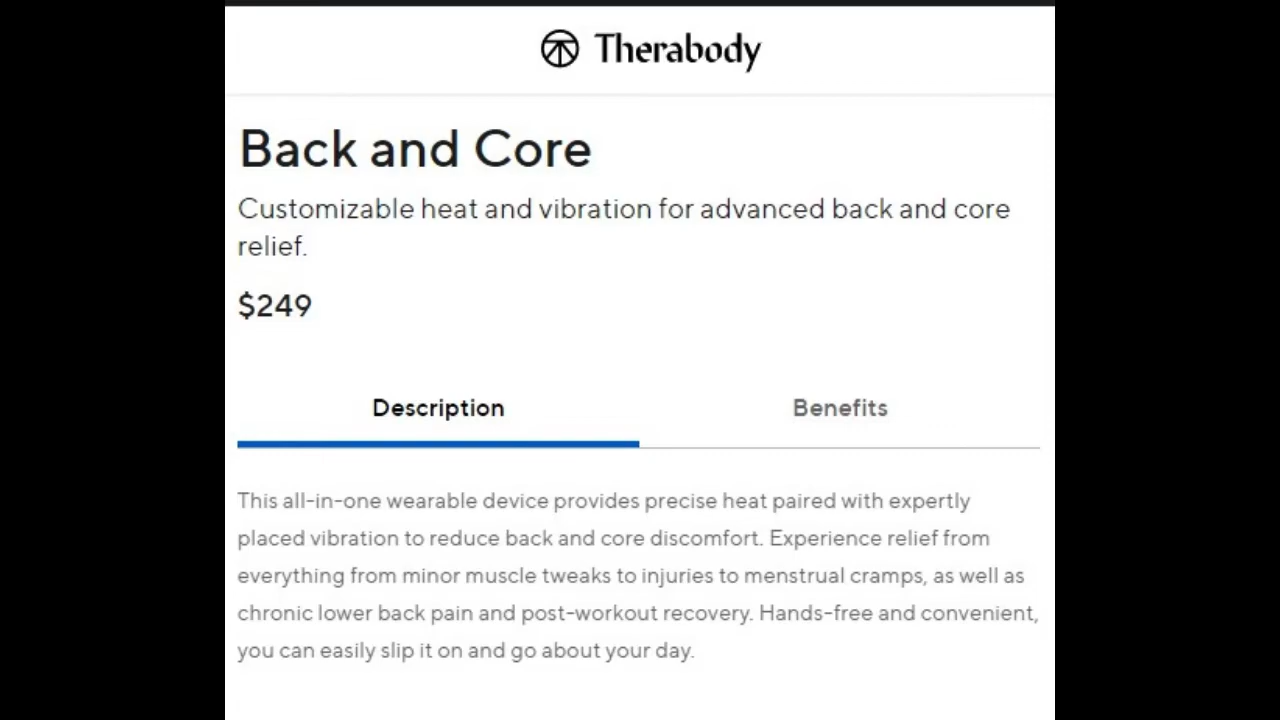 Therabody
Back and Core
Customizable heat and vibration for advanced back and core
relief.
$249
Description
Benefits
This all-in-one wearable device provides precise heat paired with expertly
placed vibration to reduce back and core discomfort. Experience relief from
everything from minor muscle tweaks to injuries to menstrual cramps, as well as
chronic lower back pain and post-workout recovery. Hands-free and convenient,
you can easily slip it on and go about your day.